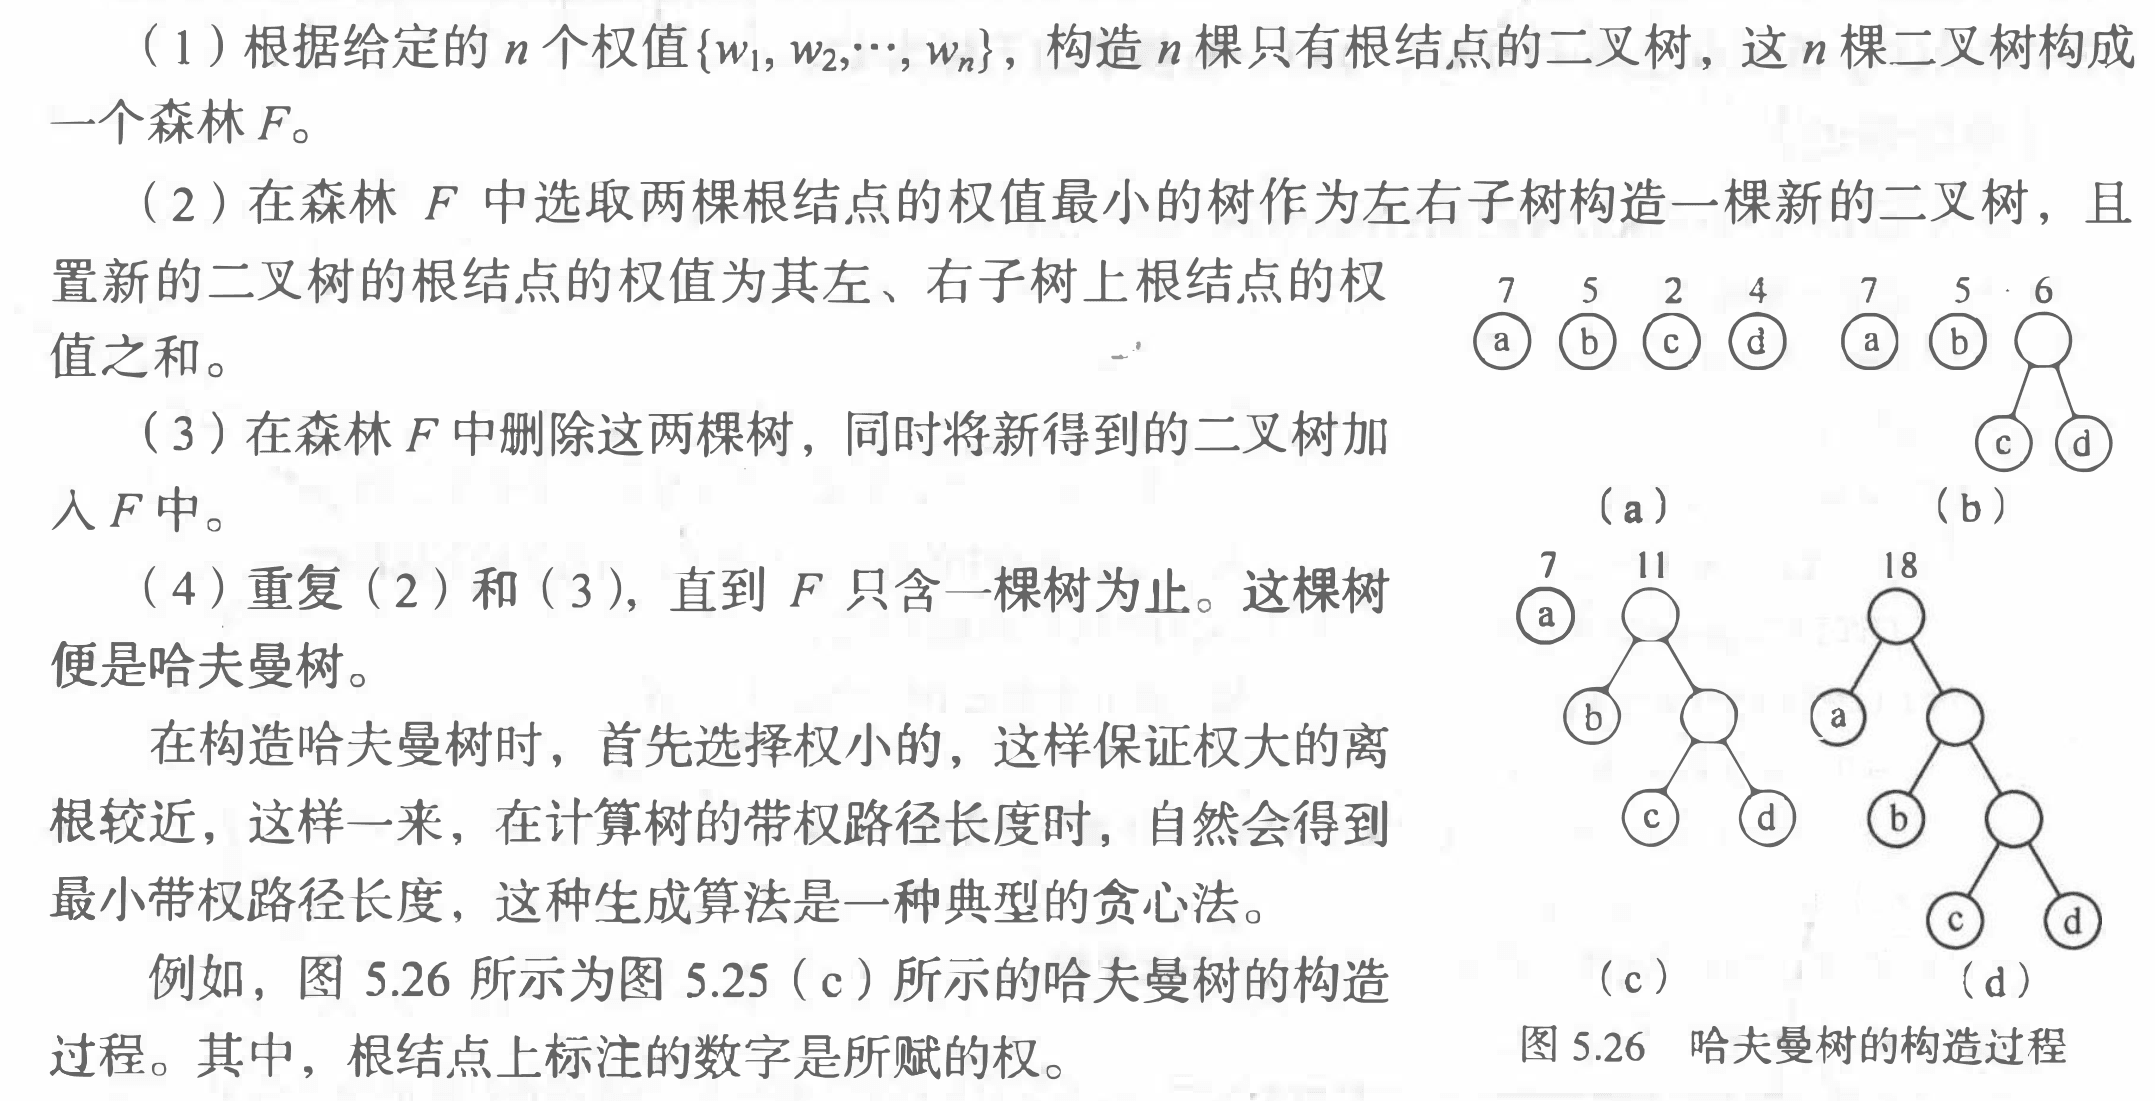 （1）根据给定的 n 个权值{w₁, w₂,…, wₙ}，构造 n 棵只有根结点的二叉树，这 n 棵二叉树构成
一个森林 F。
（2）在森林 F 中选取两棵根结点的权值最小的树作为左右子树构造一棵新的二叉树，且
置新的二叉树的根结点的权值为其左、右子树上根结点的权
值之和。
（3）在森林 F 中删除这两棵树，同时将新得到的二叉树加
入 F 中。
（4）重复（2）和（3），直到 F 只含一棵树为止。这棵树
便是哈夫曼树。
在构造哈夫曼树时，首先选择权小的，这样保证权大的离
根较近，这样一来，在计算树的带权路径长度时，自然会得到
最小带权路径长度，这种生成算法是一种典型的贪心法。
例如，图 5.26 所示为图 5.25（c）所示的哈夫曼树的构造
过程。其中，根结点上标注的数字是所赋的权。
7 5 2 4 7 5 6
a b c d a b
c d
（a） （b）
7 11 18
a
b a
c d b
c d
（c） （d）
图 5.26 哈夫曼树的构造过程